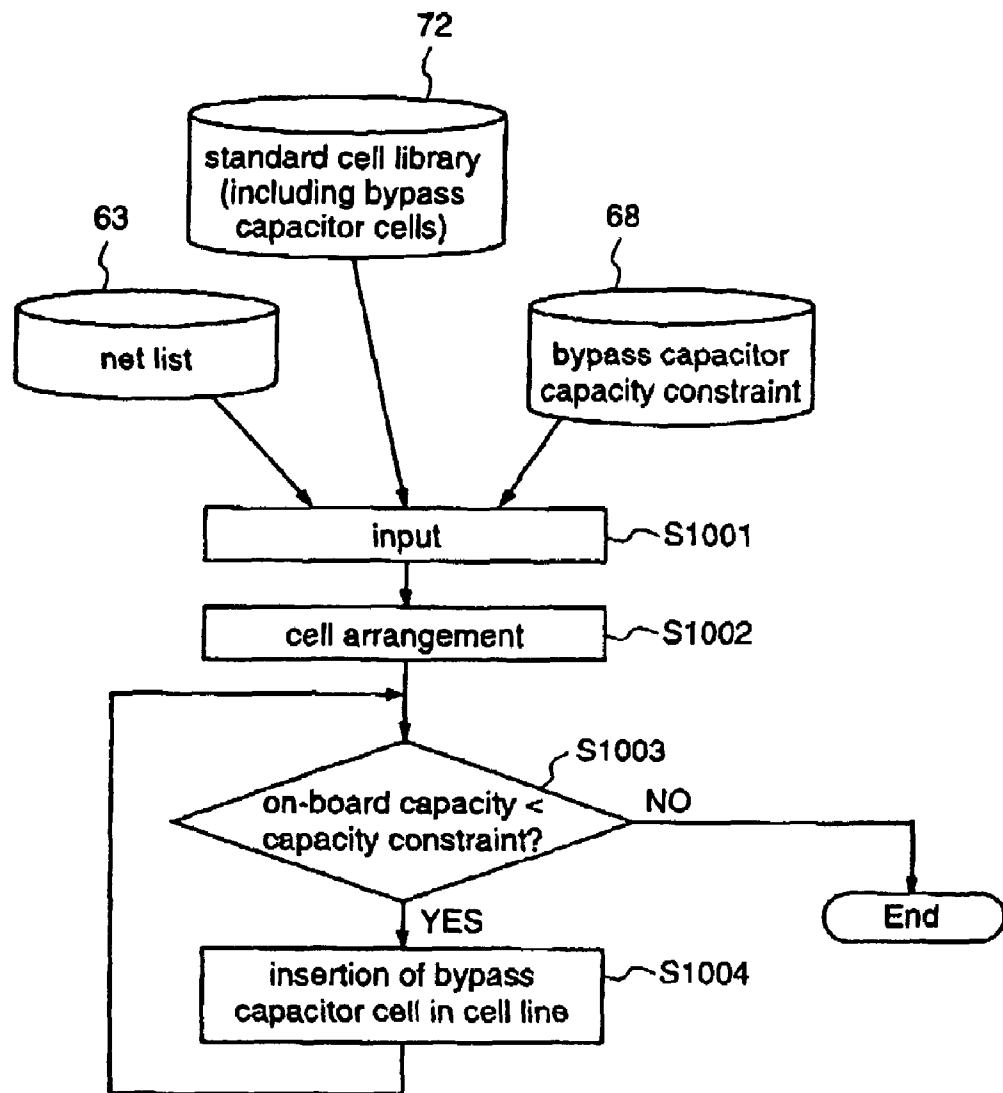 72
standard cell library
(including bypass
capacitor cells)
63
net list
68
bypass capacitor
capacity constraint
input
S1001
cell arrangement
S1002
S1003
on-board capacity <
capacity constraint?
NO
End
YES
insertion of bypass
capacitor cell in cell line
S1004